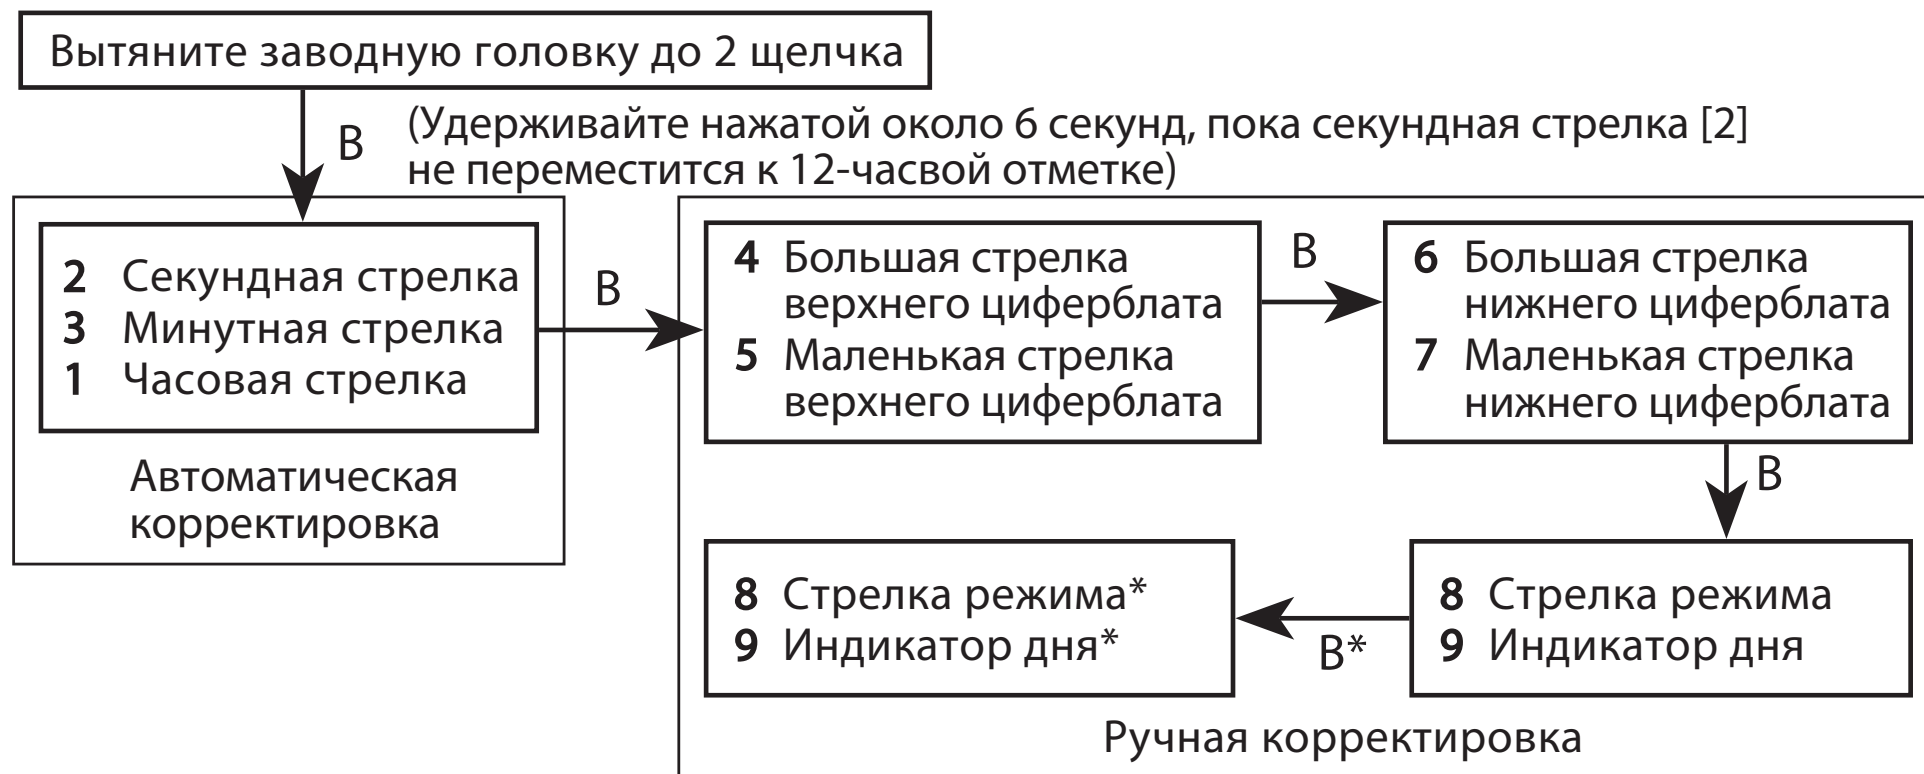 Вытяните заводную головку до 2 щелчка
B
(Удерживайте нажатой около 6 секунд, пока секундная стрелка [2]
не переместится к 12-часвой отметке)
2 Секундная стрелка
3 Минутная стрелка
1 Часовая стрелка
Автоматическая
корректировка
B
4 Большая стрелка
верхнего циферблата
5 Маленькая стрелка
верхнего циферблата
B
6 Большая стрелка
нижнего циферблата
7 Маленькая стрелка
нижнего циферблата
B
8 Стрелка режима
9 Индикатор дня
B*
8 Стрелка режима*
9 Индикатор дня*
Ручная корректировка